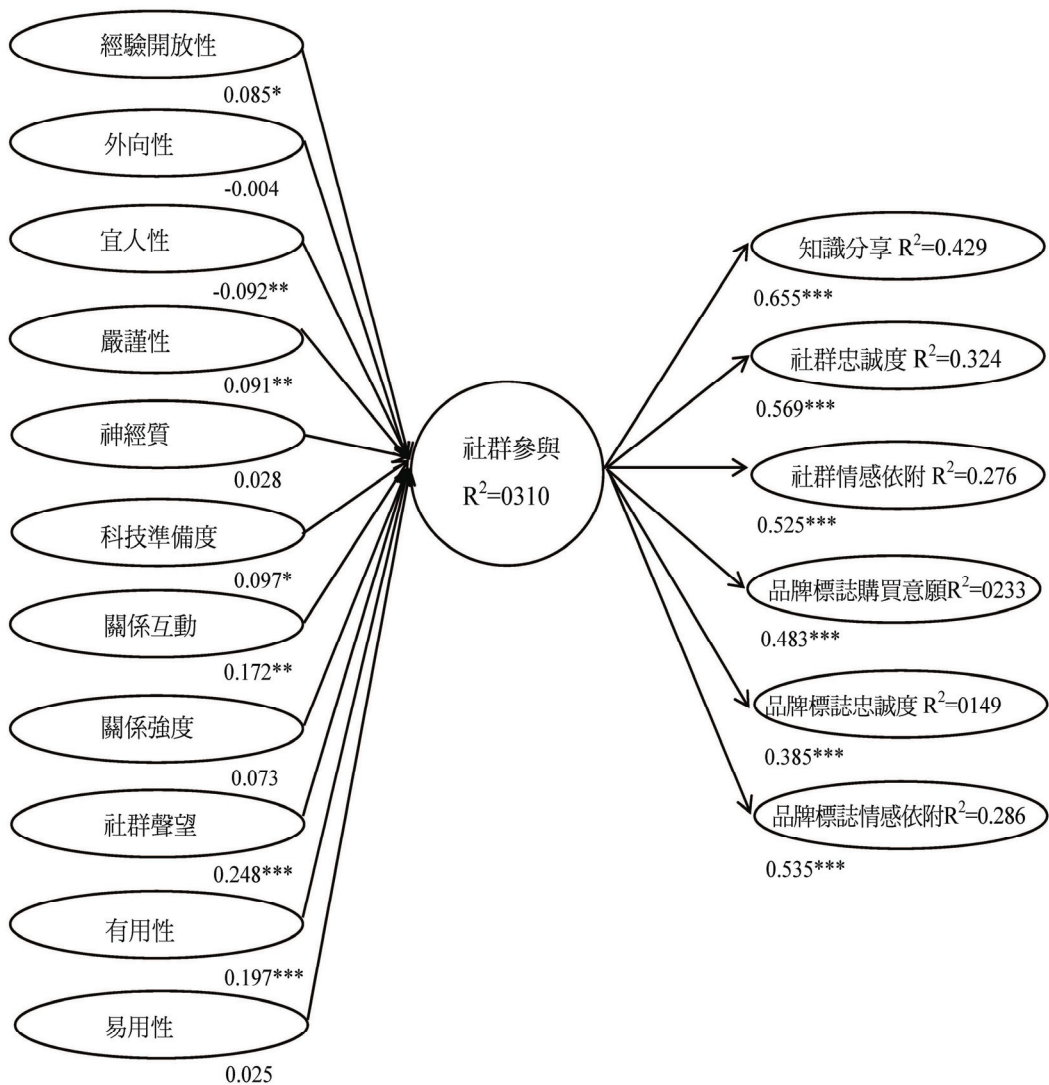 經驗開放性
0.085*
外向性
-0.004
宜人性
-0.092**
嚴謹性
0.091**
神經質
0.028
科技準備度
0.097*
關係互動
0.172**
關係強度
0.073
社群聲望
0.248***
有用性
0.197***
易用性
0.025
社群參與
R²=0310
知識分享 R²=0.429
0.655***
社群忠誠度 R²=0.324
0.569***
社群情感依附 R²=0.276
0.525***
品牌標誌購買意願R²=0233
0.483***
品牌標誌忠誠度 R²=0149
0.385***
品牌標誌情感依附R²=0.286
0.535***